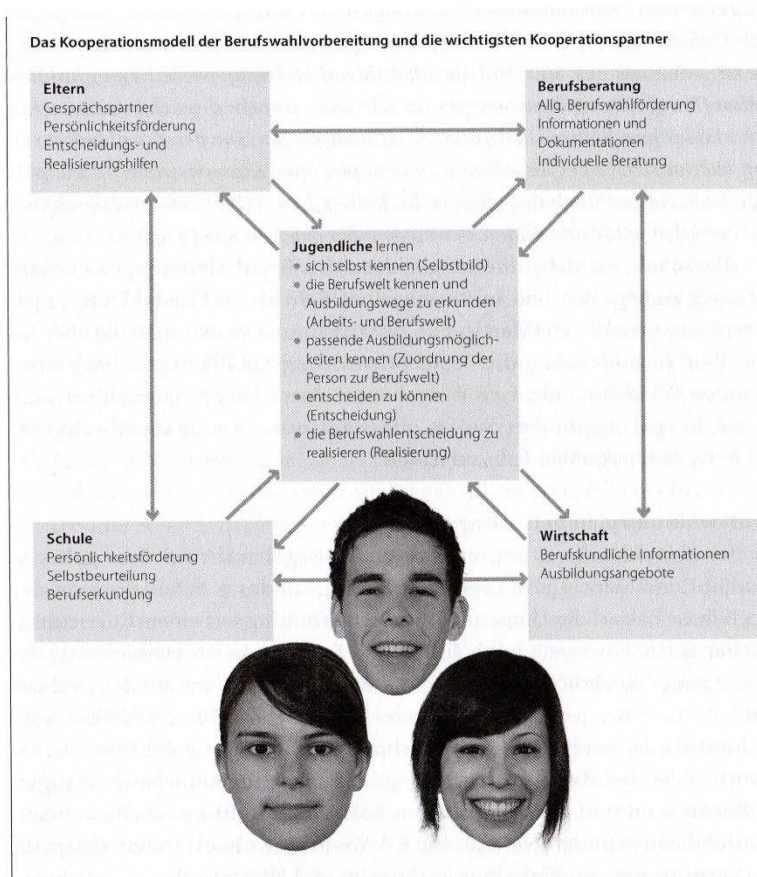 Das Kooperationsmodell der Berufswahlvorbereitung und die wichtigsten Kooperationspartner
Eltern
Gesprächspartner
Persönlichkeitsförderung
Entscheidungs- und
Realisierungshilfen
Berufsberatung
Allg. Berufswahlförderung
Informationen und
Dokumentationen
Individuelle Beratung
Jugendliche lernen
• sich selbst kennen (Selbstbild)
• die Berufswelt kennen und
Ausbildungswege zu erkunden
(Arbeits- und Berufswelt)
• passende Ausbildungsmöglich-
keiten kennen (Zuordnung der
Person zur Berufswelt)
• entscheiden zu können
(Entscheidung)
• die Berufswahlentscheidung zu
realisieren (Realisierung)
Schule
Persönlichkeitsförderung
Selbstbeurteilung
Berufserkundung
Wirtschaft
Berufskundliche Informationen
Ausbildungsangebote